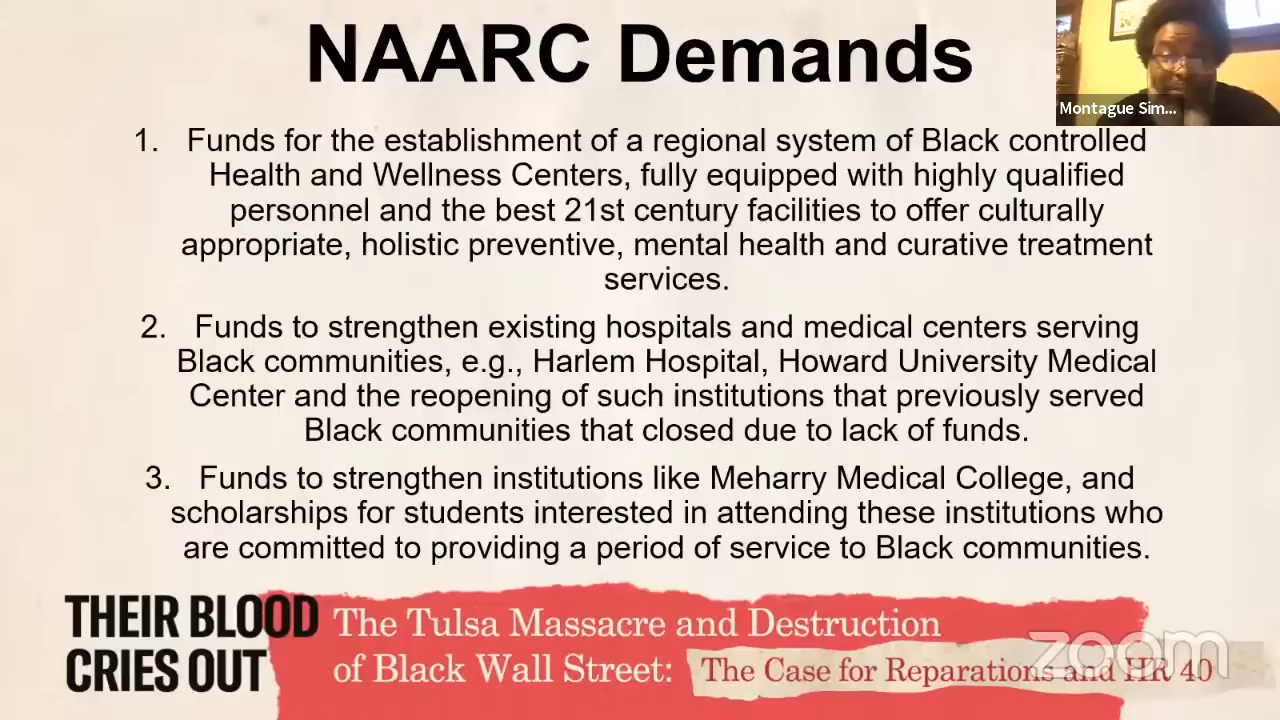 NAARC Demands
Montague Sim...
1. Funds for the establishment of a regional system of Black controlled
Health and Wellness Centers, fully equipped with highly qualified
personnel and the best 21st century facilities to offer culturally
appropriate, holistic preventive, mental health and curative treatment
services.
2. Funds to strengthen existing hospitals and medical centers serving
Black communities, e.g., Harlem Hospital, Howard University Medical
Center and the reopening of such institutions that previously served
Black communities that closed due to lack of funds.
3. Funds to strengthen institutions like Meharry Medical College, and
scholarships for students interested in attending these institutions who
are committed to providing a period of service to Black communities.
THEIR BLOOD
CRIES OUT
The Tulsa Massacre and Destruction
of Black Wall Street:
The Case for Reparations and HR 40
zoom